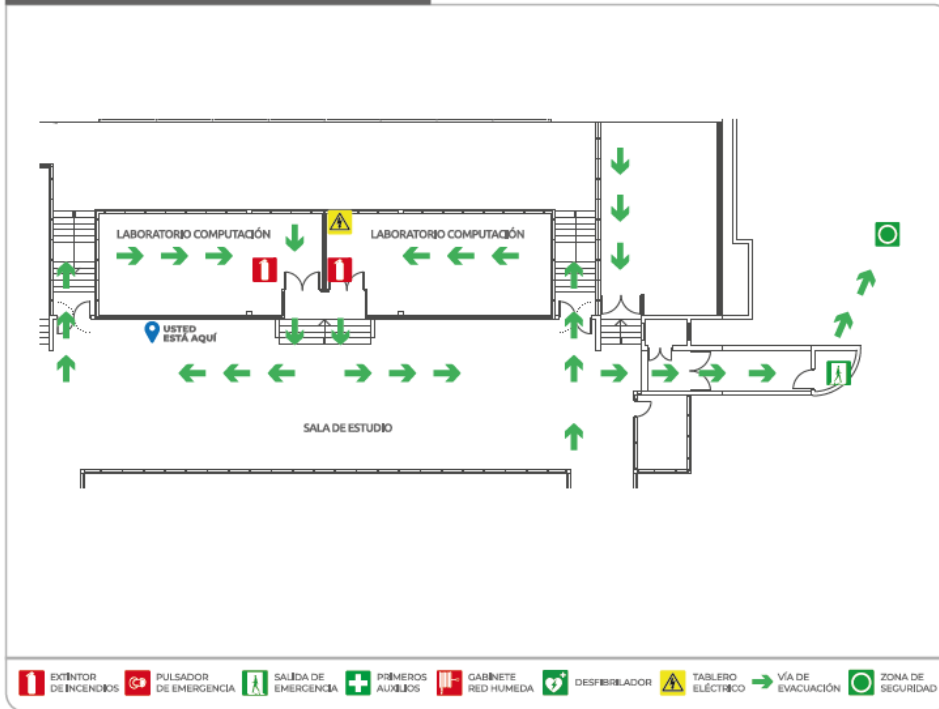 LABORATORIO COMPUTACIÓN
LABORATORIO COMPUTACIÓN
USTED
ESTÁ AQUÍ
SALA DE ESTUDIO
EXTINTOR
DE INCENDIOS
PULSADOR
DE EMERGENCIA
SALIDA DE
EMERGENCIA
PRIMEROS
AUXILIOS
GABINETE
RED HUMEDA
DESFIBRILADOR
TABLERO
ELÉCTRICO
VÍA DE
EVACUACIÓN
ZONA DE
SEGURIDAD